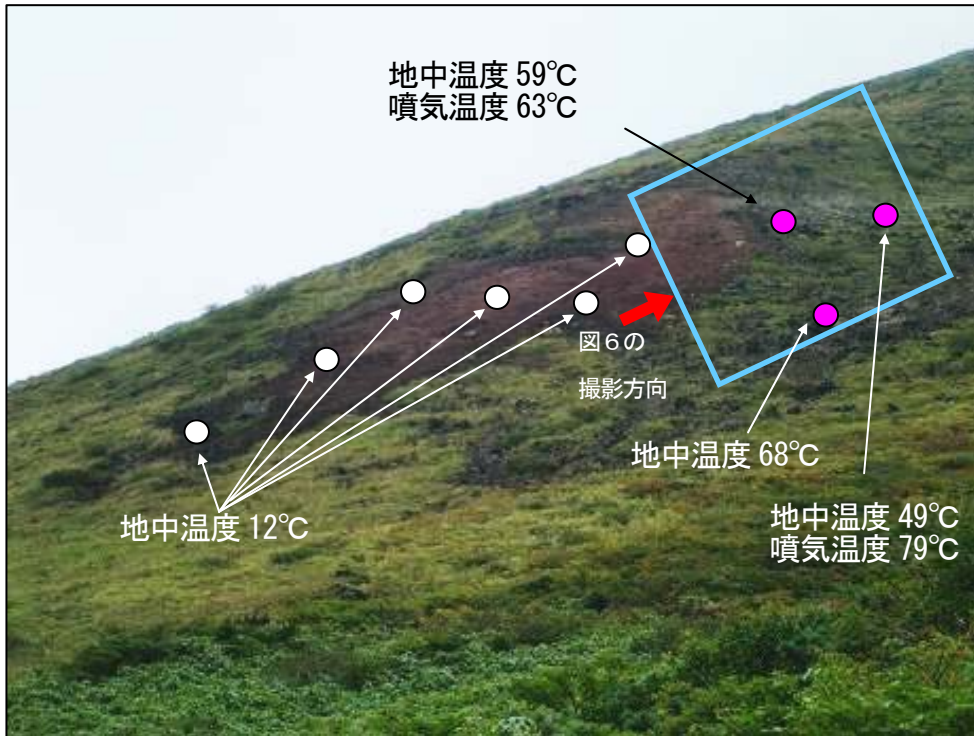 地中温度 59℃
噴気温度 63℃
図６の
撮影方向
地中温度 68℃
地中温度 12℃
地中温度 49℃
噴気温度 79℃